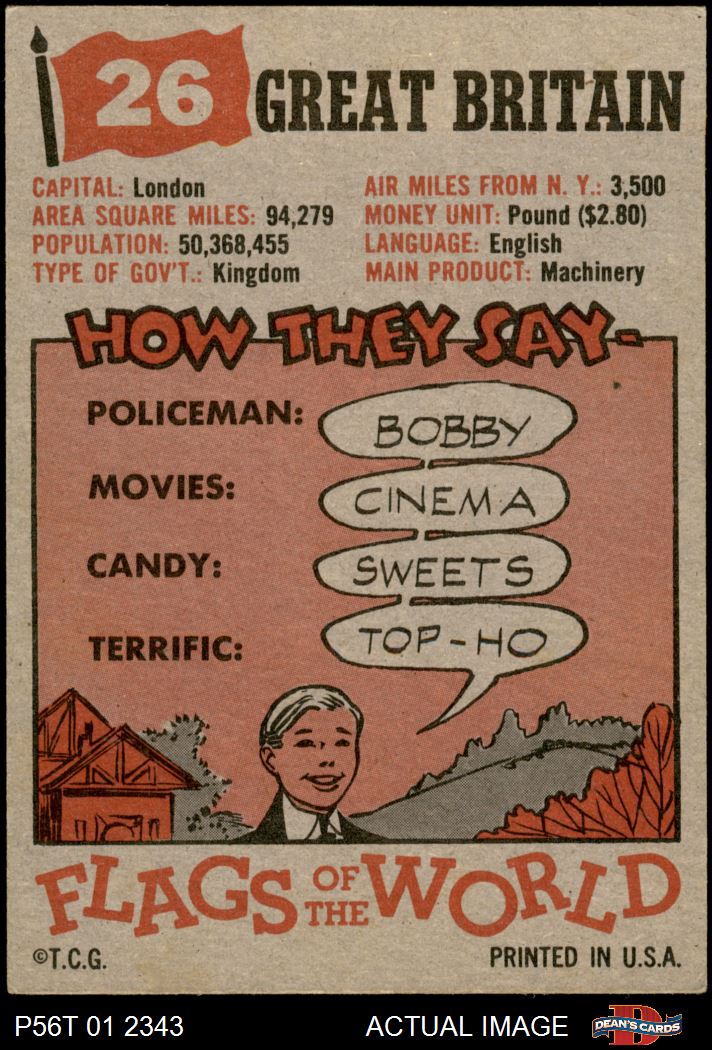 26 GREAT BRITAIN
CAPITAL: London
AREA SQUARE MILES: 94,279
POPULATION: 50,368,455
TYPE OF GOV'T.: Kingdom
AIR MILES FROM N. Y.: 3,500
MONEY UNIT: Pound ($2.80)
LANGUAGE: English
MAIN PRODUCT: Machinery
HOW THEY SAY-
POLICEMAN: BOBBY
MOVIES: CINEMA
CANDY: SWEETS
TERRIFIC: TOP-HO
FLAGS OF THE WORLD
©T.C.G. PRINTED IN U.S.A.
P56T 01 2343 ACTUAL IMAGE D DEAN'S CARDS